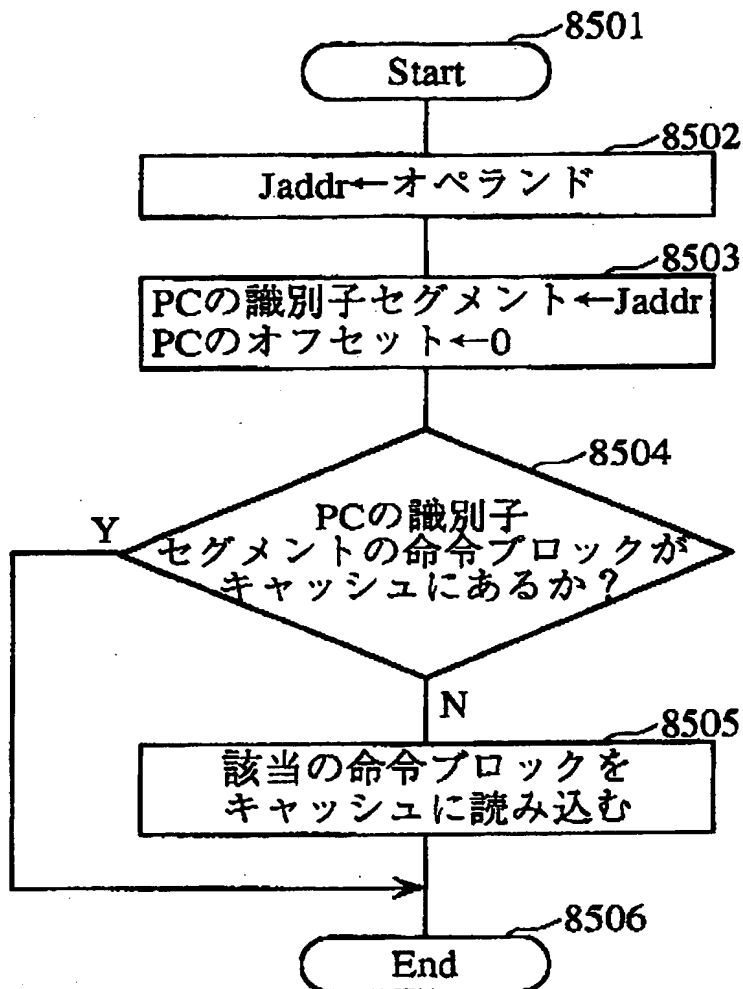 8501
Start
8502
Jaddr←オペランド
8503
PCの識別子セグメント←Jaddr
PCのオフセット←0
8504
Y
PCの識別子
セグメントの命令ブロックが
キャッシュにあるか？
N
8505
該当の命令ブロックを
キャッシュに読み込む
8506
End